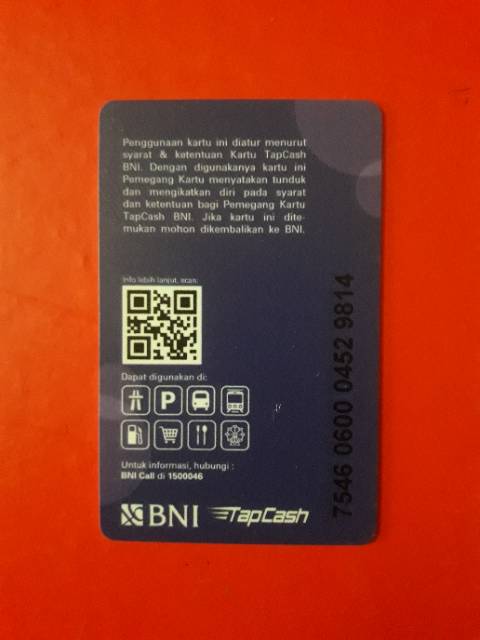 Penggunaan kartu ini diatur menurut
syarat & ketentuan Kartu TapCash
BNI. Dengan digunakanya kartu ini
Pemegang Kartu menyatakan tunduk
dan mengikatkan diri pada syarat
dan ketentuan bagi Pemegang Kartu
TapCash BNI. Jika kartu ini dite-
mukan mohon dikembalikan ke BNI.
Info lebih lanjut, scan:
Dapat digunakan di:
P
Untuk informasi, hubungi :
BNI Call di 1500046
BNI TapCash
7546 0600 0452 9814